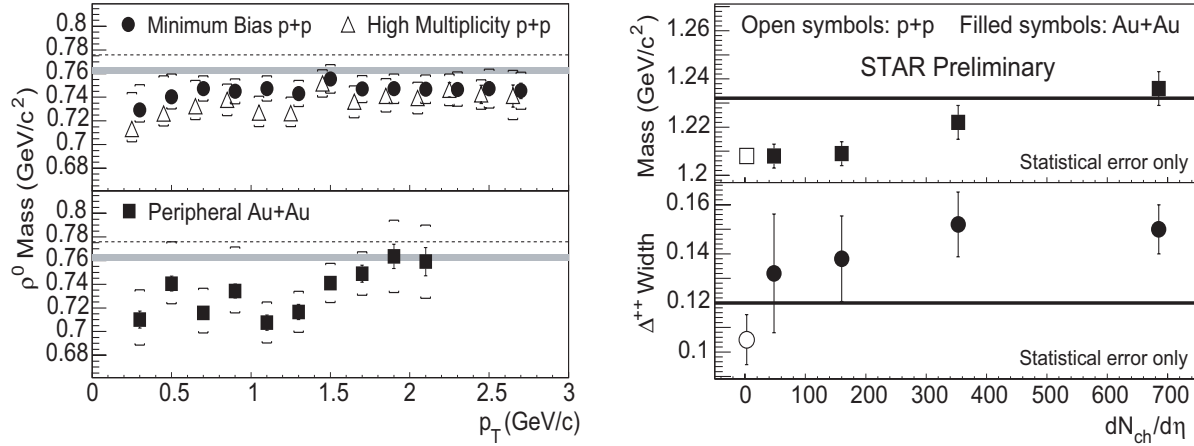 ● Minimum Bias p+p △ High Multiplicity p+p
0.8
0.78
0.76
0.74
0.72
0.7
0.68
■ Peripheral Au+Au
0.8
0.78
0.76
0.74
0.72
0.7
0.68
ρ⁰ Mass (GeV/c²)
0 0.5 1 1.5 2 2.5 3
p_T (GeV/c)
Open symbols: p+p Filled symbols: Au+Au
STAR Preliminary
1.26
1.24
1.22
1.2
Mass (GeV/c²)
Statistical error only
0.16
0.14
0.12
0.1
Δ⁺⁺ Width
Statistical error only
0 100 200 300 400 500 600 700
dN_ch/dη